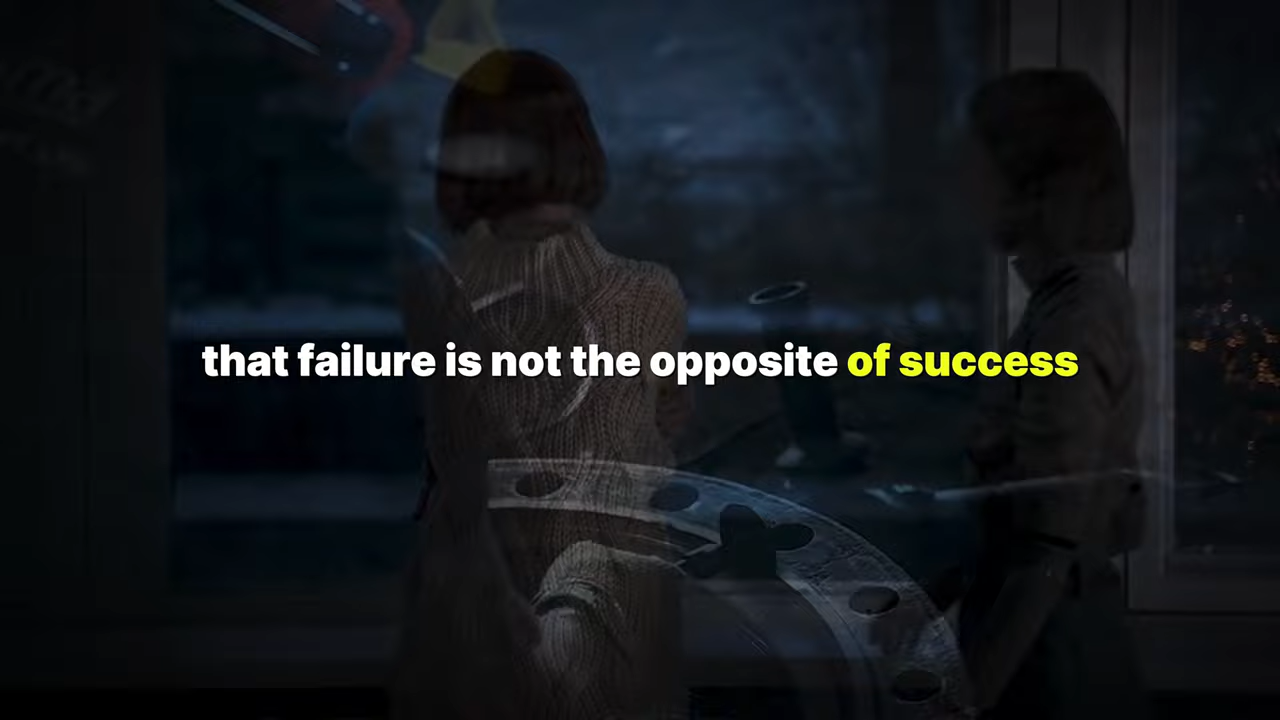 that failure is not the opposite of success